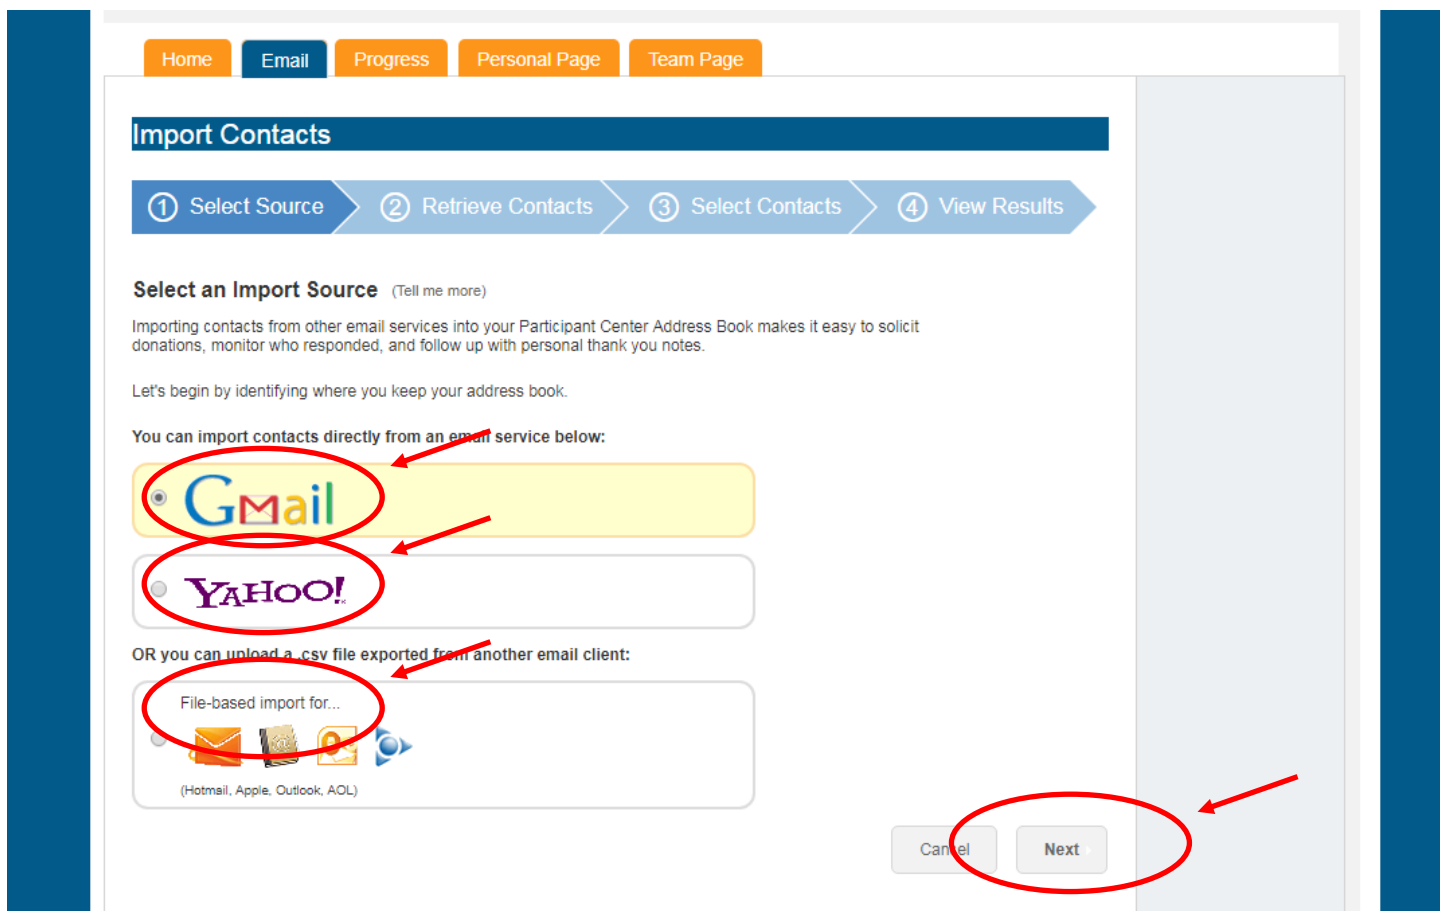 Home Email Progress Personal Page Team Page
Import Contacts
1 Select Source 2 Retrieve Contacts 3 Select Contacts 4 View Results
Select an Import Source (Tell me more)
Importing contacts from other email services into your Participant Center Address Book makes it easy to solicit
donations, monitor who responded, and follow up with personal thank you notes.
Let's begin by identifying where you keep your address book.
You can import contacts directly from an email service below:
Gmail
YAHOO!
OR you can upload a .csv file exported from another email client:
File-based import for...
(Hotmail, Apple, Outlook, AOL)
Cancel Next